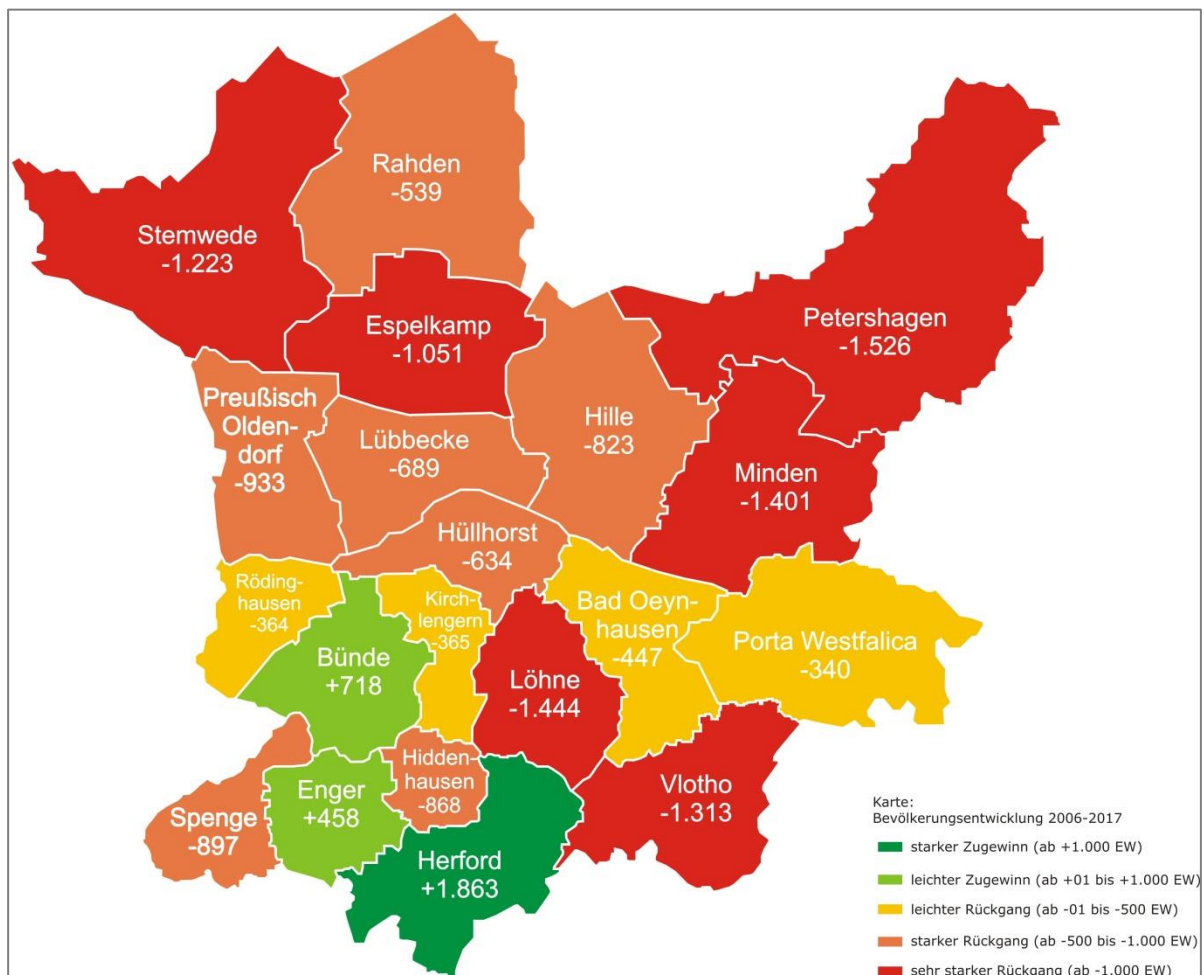 Rahden
-539
Stemwede
-1.223
Espelkamp
-1.051
Petershagen
-1.526
Preußisch
Olden-
dorf
-933
Lübbecke
-689
Hille
-823
Minden
-1.401
Hüllhorst
-634
Röding-
hausen
-364
Kirch-
lengern
-365
Bünde
+718
Bad Oeyn-
hausen
-447
Porta Westfalica
-340
Löhne
-1.444
Hidden-
hausen
-868
Enger
+458
Spenge
-897
Herford
+1.863
Vlotho
-1.313
Karte:
Bevölkerungsentwicklung 2006-2017
starker Zugewinn (ab +1.000 EW)
leichter Zugewinn (ab +01 bis +1.000 EW)
leichter Rückgang (ab -01 bis -500 EW)
starker Rückgang (ab -500 bis -1.000 EW)
sehr starker Rückgang (ab -1.000 EW)